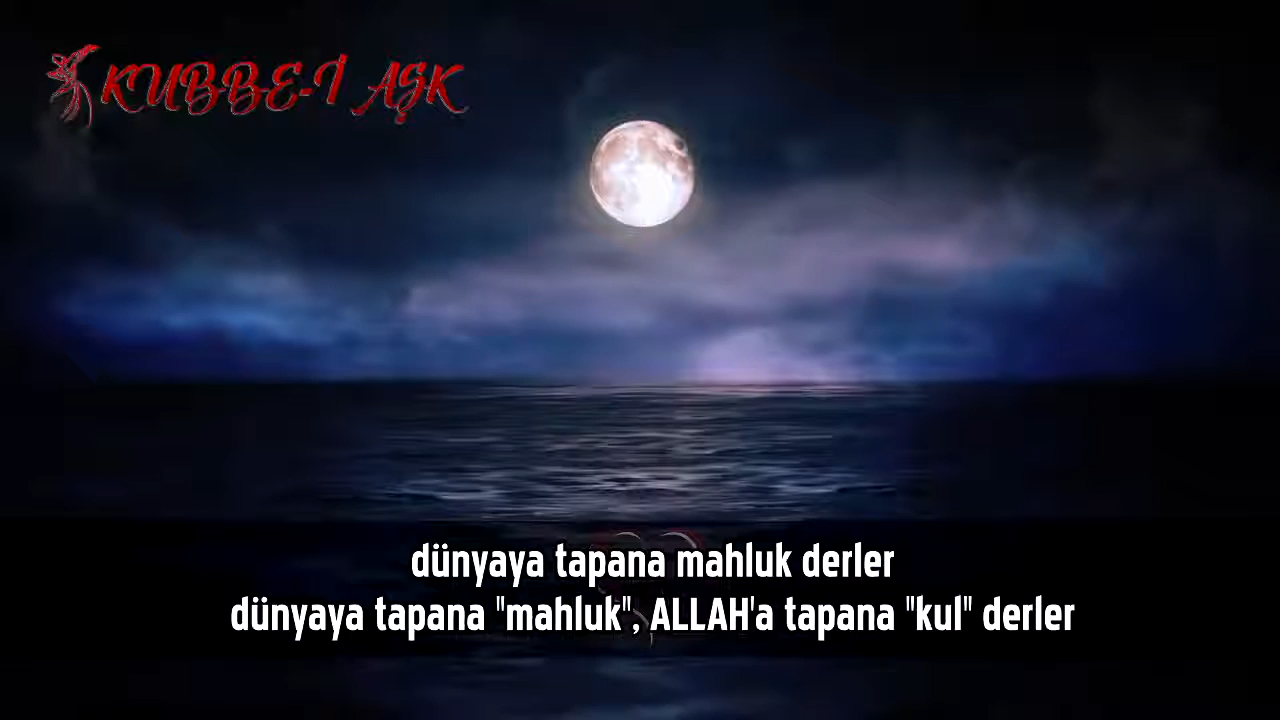 KUBBE-İ AŞK
dünyaya tapana mahluk derler
dünyaya tapana "mahluk", ALLAH'a tapana "kul" derler